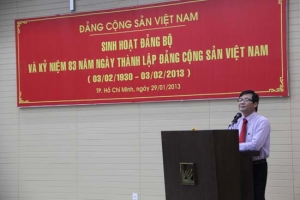 ĐẢNG CỘNG SẢN VIỆT NAM
SINH HOẠT ĐẢNG BỘ
VÀ KỶ NIỆM 83 NĂM NGÀY THÀNH LẬP ĐẢNG CỘNG SẢN VIỆT NAM
( 03/02/1930 - 03/02/2013 )
TP. Hồ Chí Minh, ngày 29/01/2013